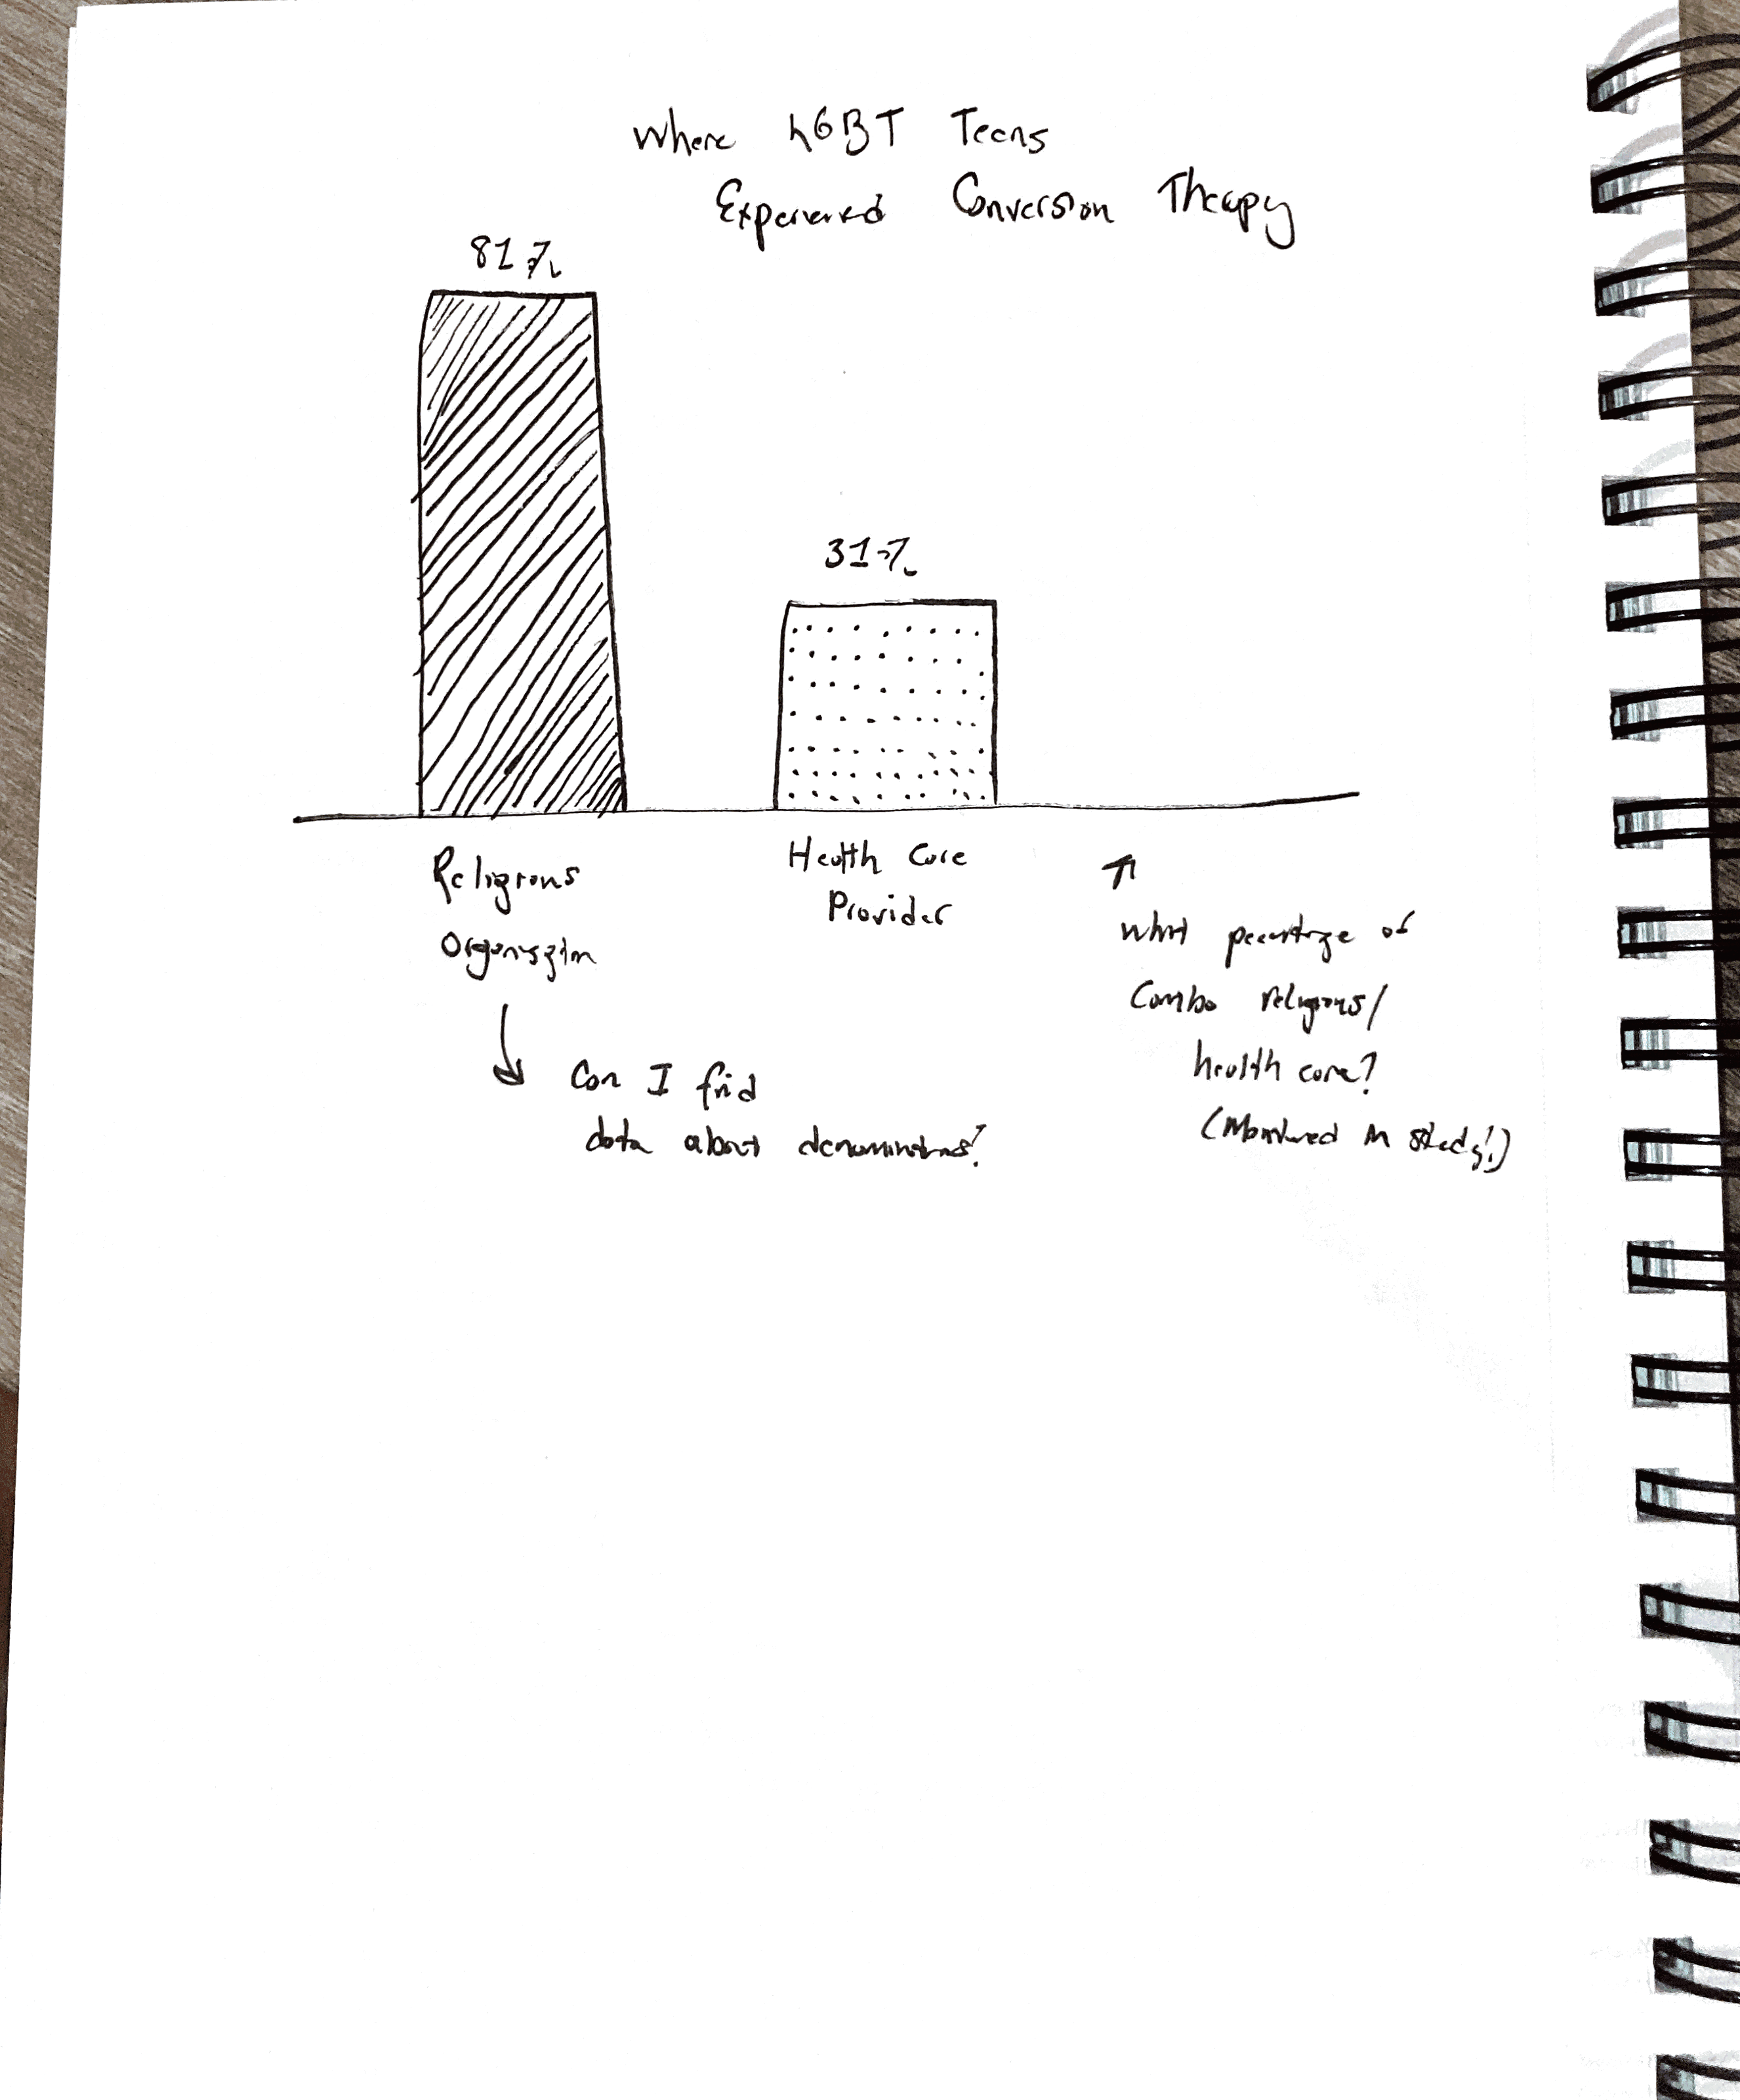 Where LGBT Teens
Experienced Conversion Therapy
81%
31%
Religious
Organization
Health Care
Provider
What percentage of
Combo religious/
health care?
(Mentioned in study!)
Can I find
data about denominations?